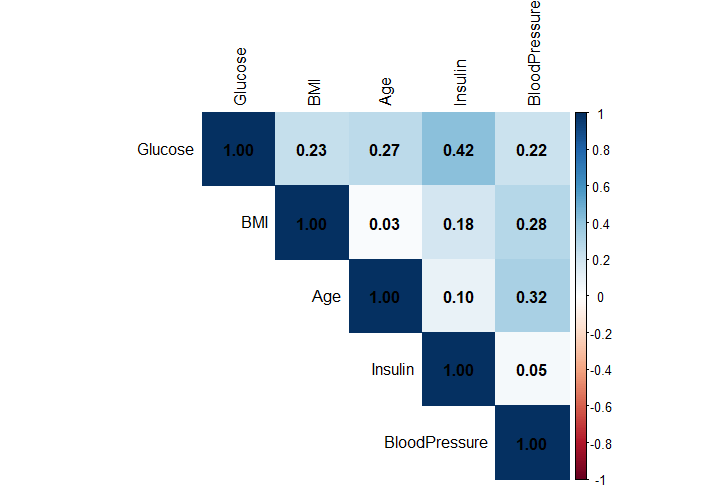 Glucose BMI Age Insulin BloodPressure
Glucose 1.00 0.23 0.27 0.42 0.22
BMI 1.00 0.03 0.18 0.28
Age 1.00 0.10 0.32
Insulin 1.00 0.05
BloodPressure 1.00
1
0.8
0.6
0.4
0.2
0
-0.2
-0.4
-0.6
-0.8
-1